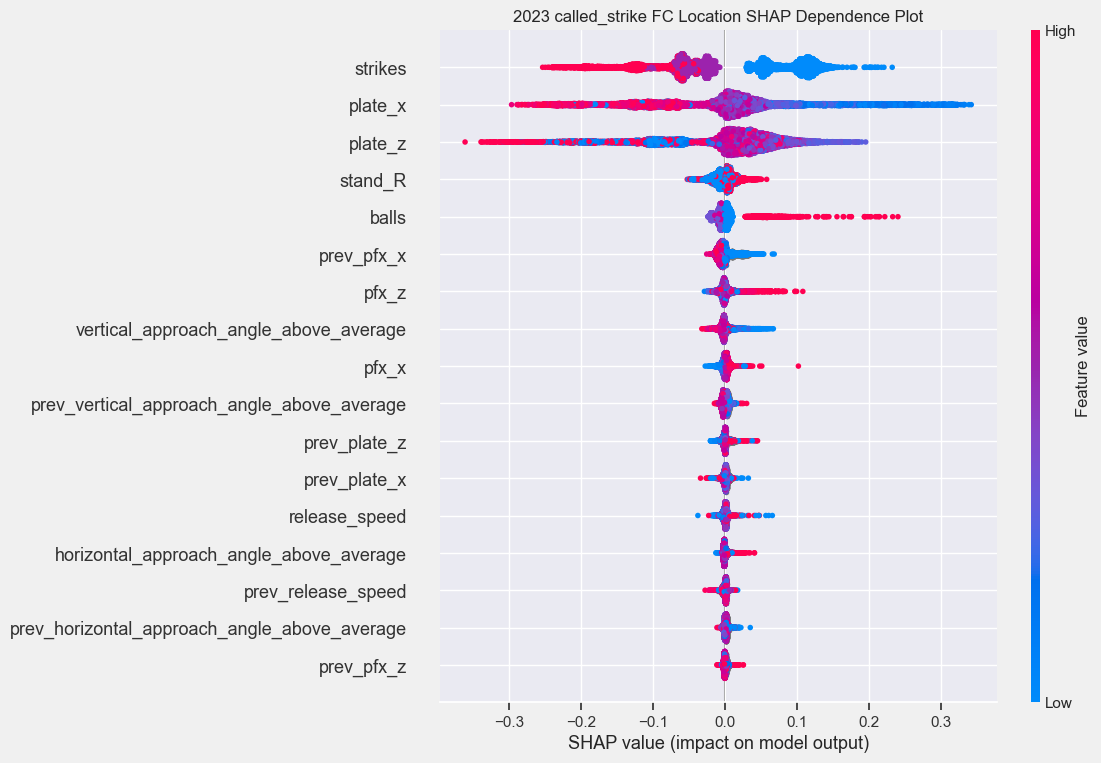 2023 called_strike FC Location SHAP Dependence Plot
High
strikes
plate_x
plate_z
stand_R
balls
prev_pfx_x
pfx_z
vertical_approach_angle_above_average
pfx_x
prev_vertical_approach_angle_above_average
prev_plate_z
prev_plate_x
release_speed
horizontal_approach_angle_above_average
prev_release_speed
prev_horizontal_approach_angle_above_average
prev_pfx_z
Feature value
Low
−0.3 −0.2 −0.1 0.0 0.1 0.2 0.3
SHAP value (impact on model output)